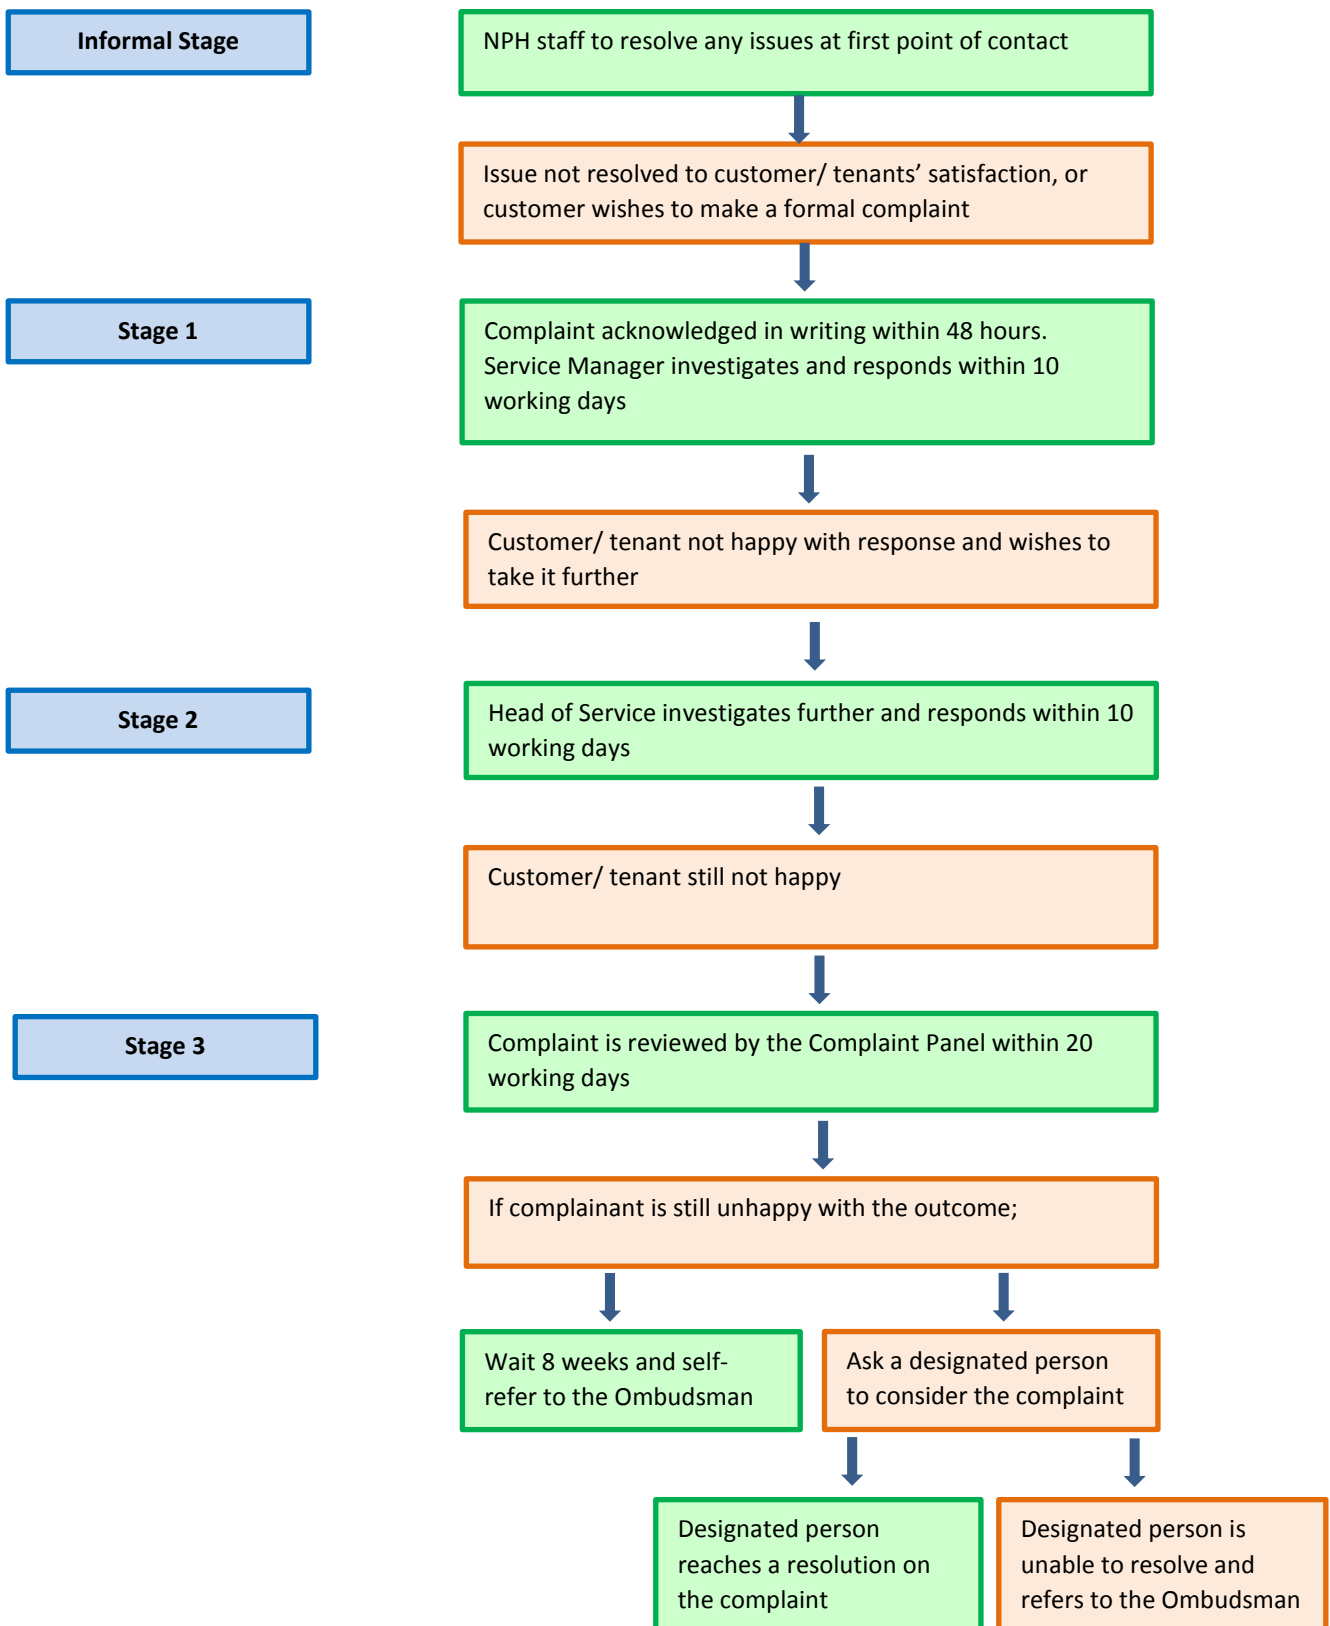 Informal Stage
NPH staff to resolve any issues at first point of contact
Issue not resolved to customer/ tenants’ satisfaction, or
customer wishes to make a formal complaint
Stage 1
Complaint acknowledged in writing within 48 hours.
Service Manager investigates and responds within 10
working days
Customer/ tenant not happy with response and wishes to
take it further
Stage 2
Head of Service investigates further and responds within 10
working days
Customer/ tenant still not happy
Stage 3
Complaint is reviewed by the Complaint Panel within 20
working days
If complainant is still unhappy with the outcome;
Wait 8 weeks and self-
refer to the Ombudsman
Ask a designated person
to consider the complaint
Designated person
reaches a resolution on
the complaint
Designated person is
unable to resolve and
refers to the Ombudsman